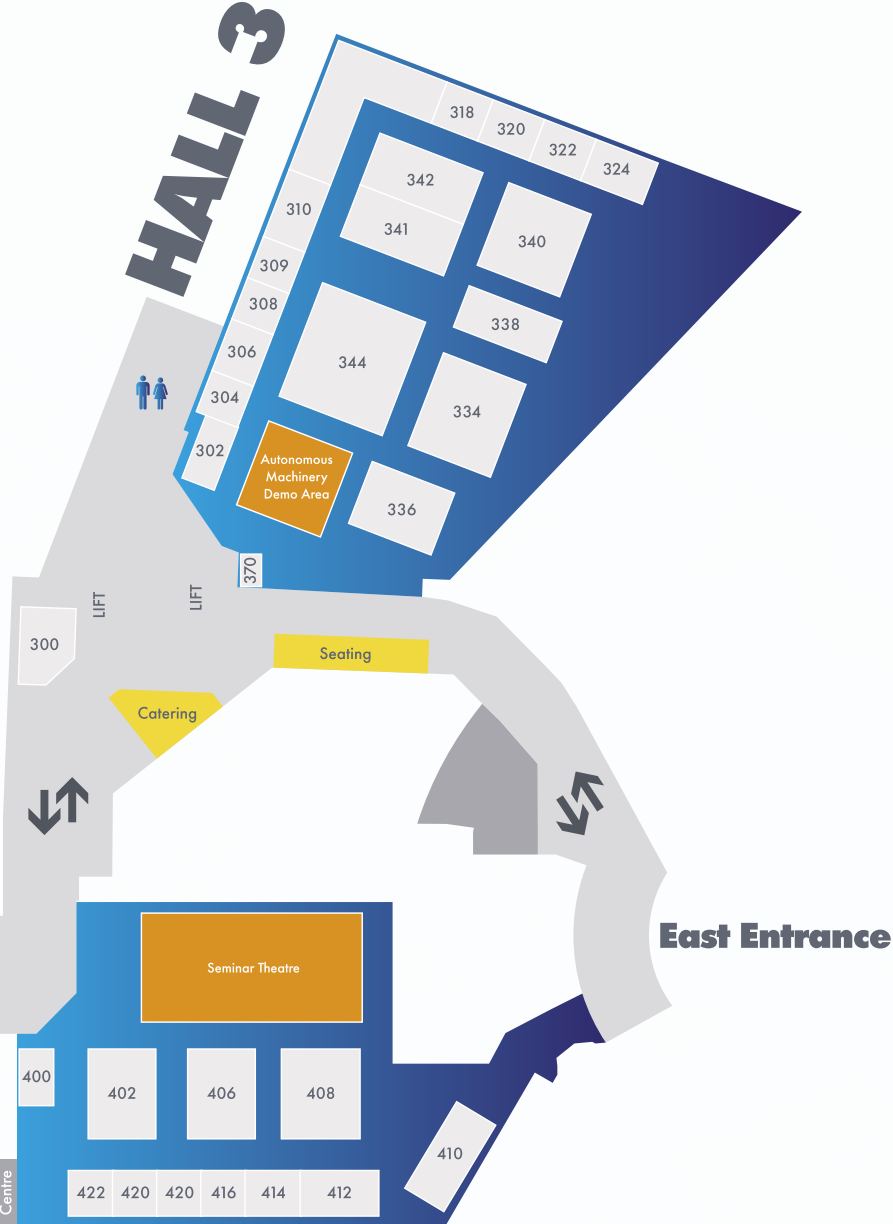 HALL 3
318
320
322
324
342
310
341
340
309
308
338
306
344
304
334
302
Autonomous
Machinery
Demo Area
336
370
LIFT
LIFT
300
Seating
Catering
East Entrance
Seminar Theatre
400
402
406
408
410
Centre
422
420
420
416
414
412